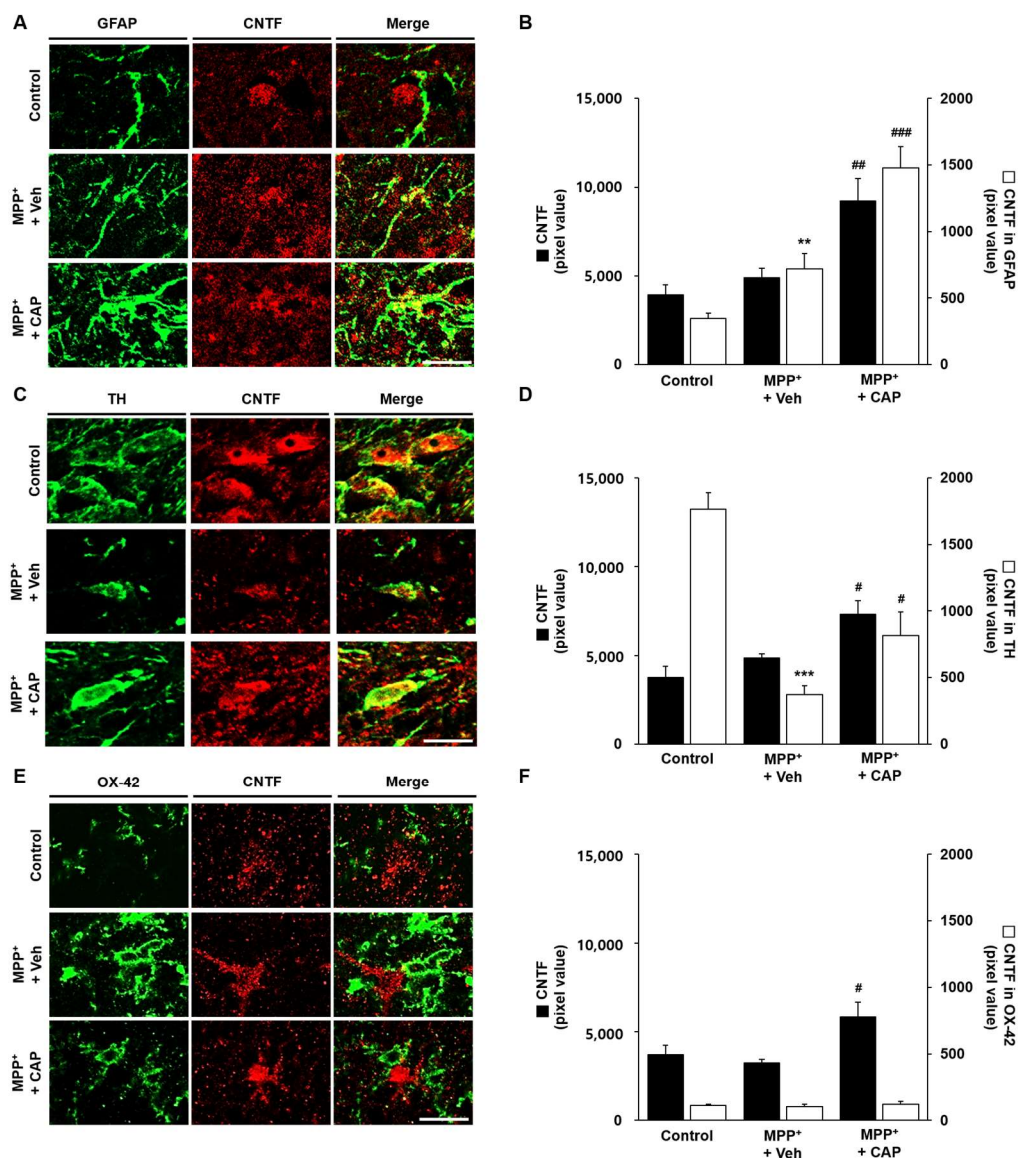 A
GFAP
CNTF
Merge
Control
MPP⁺
+ Veh
MPP⁺
+ CAP
B
15,000
10,000
5,000
0
■ CNTF
(pixel value)
2000
1500
1000
500
0
□ CNTF in GFAP
(pixel value)
**
##
###
Control
MPP⁺
+ Veh
MPP⁺
+ CAP
C
TH
CNTF
Merge
Control
MPP⁺
+ Veh
MPP⁺
+ CAP
D
15,000
10,000
5,000
0
■ CNTF
(pixel value)
2000
1500
1000
500
0
□ CNTF in TH
(pixel value)
***
#
#
Control
MPP⁺
+ Veh
MPP⁺
+ CAP
E
OX-42
CNTF
Merge
Control
MPP⁺
+ Veh
MPP⁺
+ CAP
F
15,000
10,000
5,000
0
■ CNTF
(pixel value)
2000
1500
1000
500
0
□ CNTF in OX-42
(pixel value)
#
Control
MPP⁺
+ Veh
MPP⁺
+ CAP